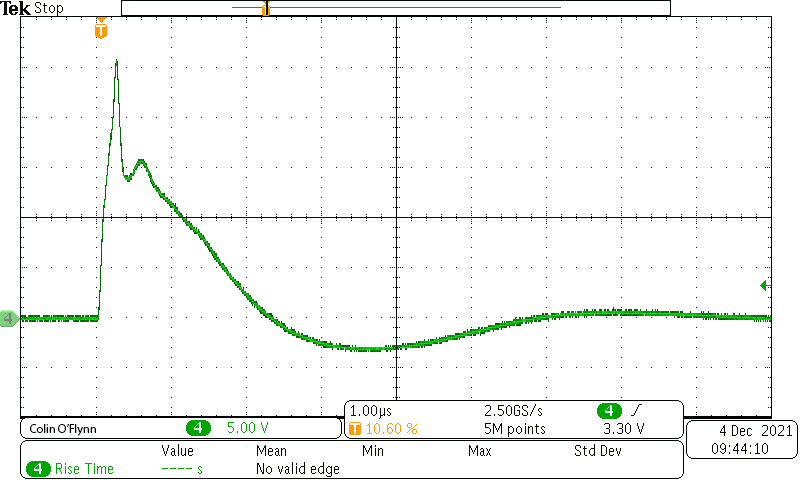 Tek Stop
T
T
4
Colin O'Flynn 4 5.00 V
1.00µs 2.50GS/s 4
T 10.60 % 5M points 3.30 V
4 Dec 2021
09:44:10
Value Mean Min Max Std Dev
4 Rise Time ---- s No valid edge